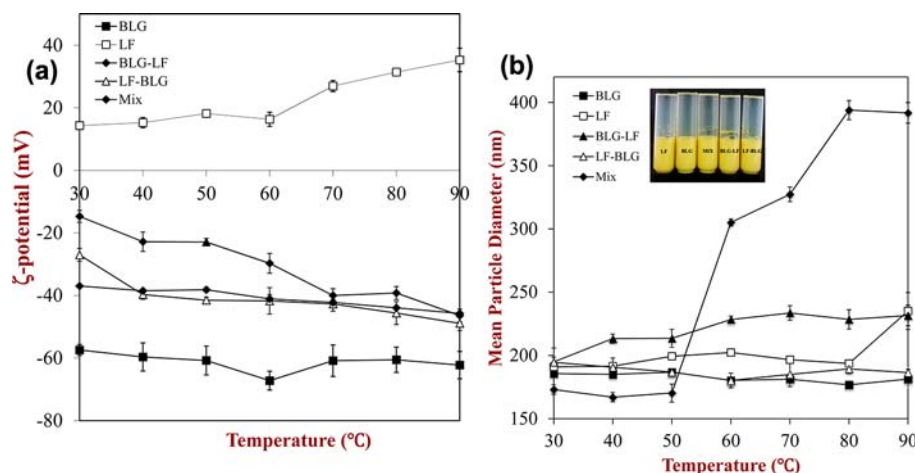 (a)
BLG
LF
BLG-LF
LF-BLG
Mix
40
20
0
-20
-40
-60
-80
30 40 50 60 70 80 90
ζ-potential (mV)
Temperature (℃)
(b)
BLG
LF
BLG-LF
LF-BLG
Mix
LF BLG MIX BLG-LF LF-BLG
400
350
300
250
200
150
30 40 50 60 70 80 90
Mean Particle Diameter (nm)
Temperature (℃)